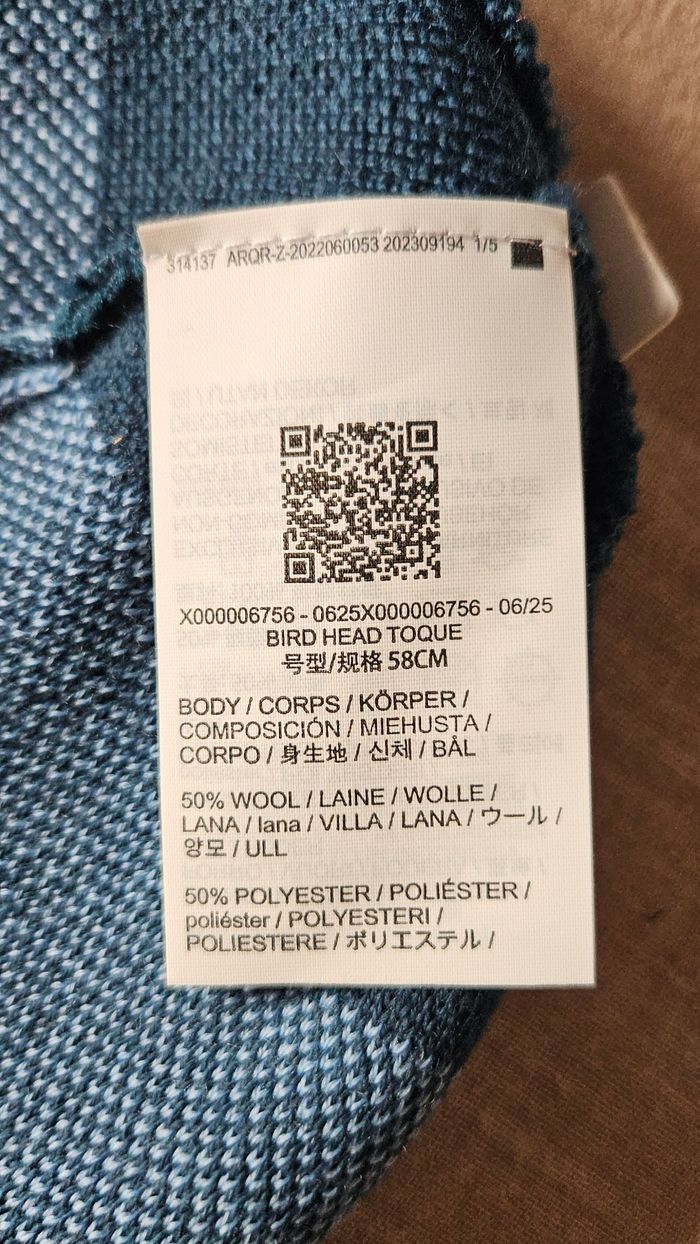 314137 ARQR-Z-2022060053 202309194 1/5
X000006756 - 0625X000006756 - 06/25
BIRD HEAD TOQUE
号型/规格 58CM
BODY / CORPS / KÖRPER /
COMPOSICIÓN / MIEHUSTA /
CORPO / 身生地 / 신체 / BÅL
50% WOOL / LAINE / WOLLE /
LANA / lana / VILLA / LANA / ウール /
양모 / ULL
50% POLYESTER / POLIÉSTER /
poliéster / POLYESTERI /
POLIESTERE / ポリエステル /